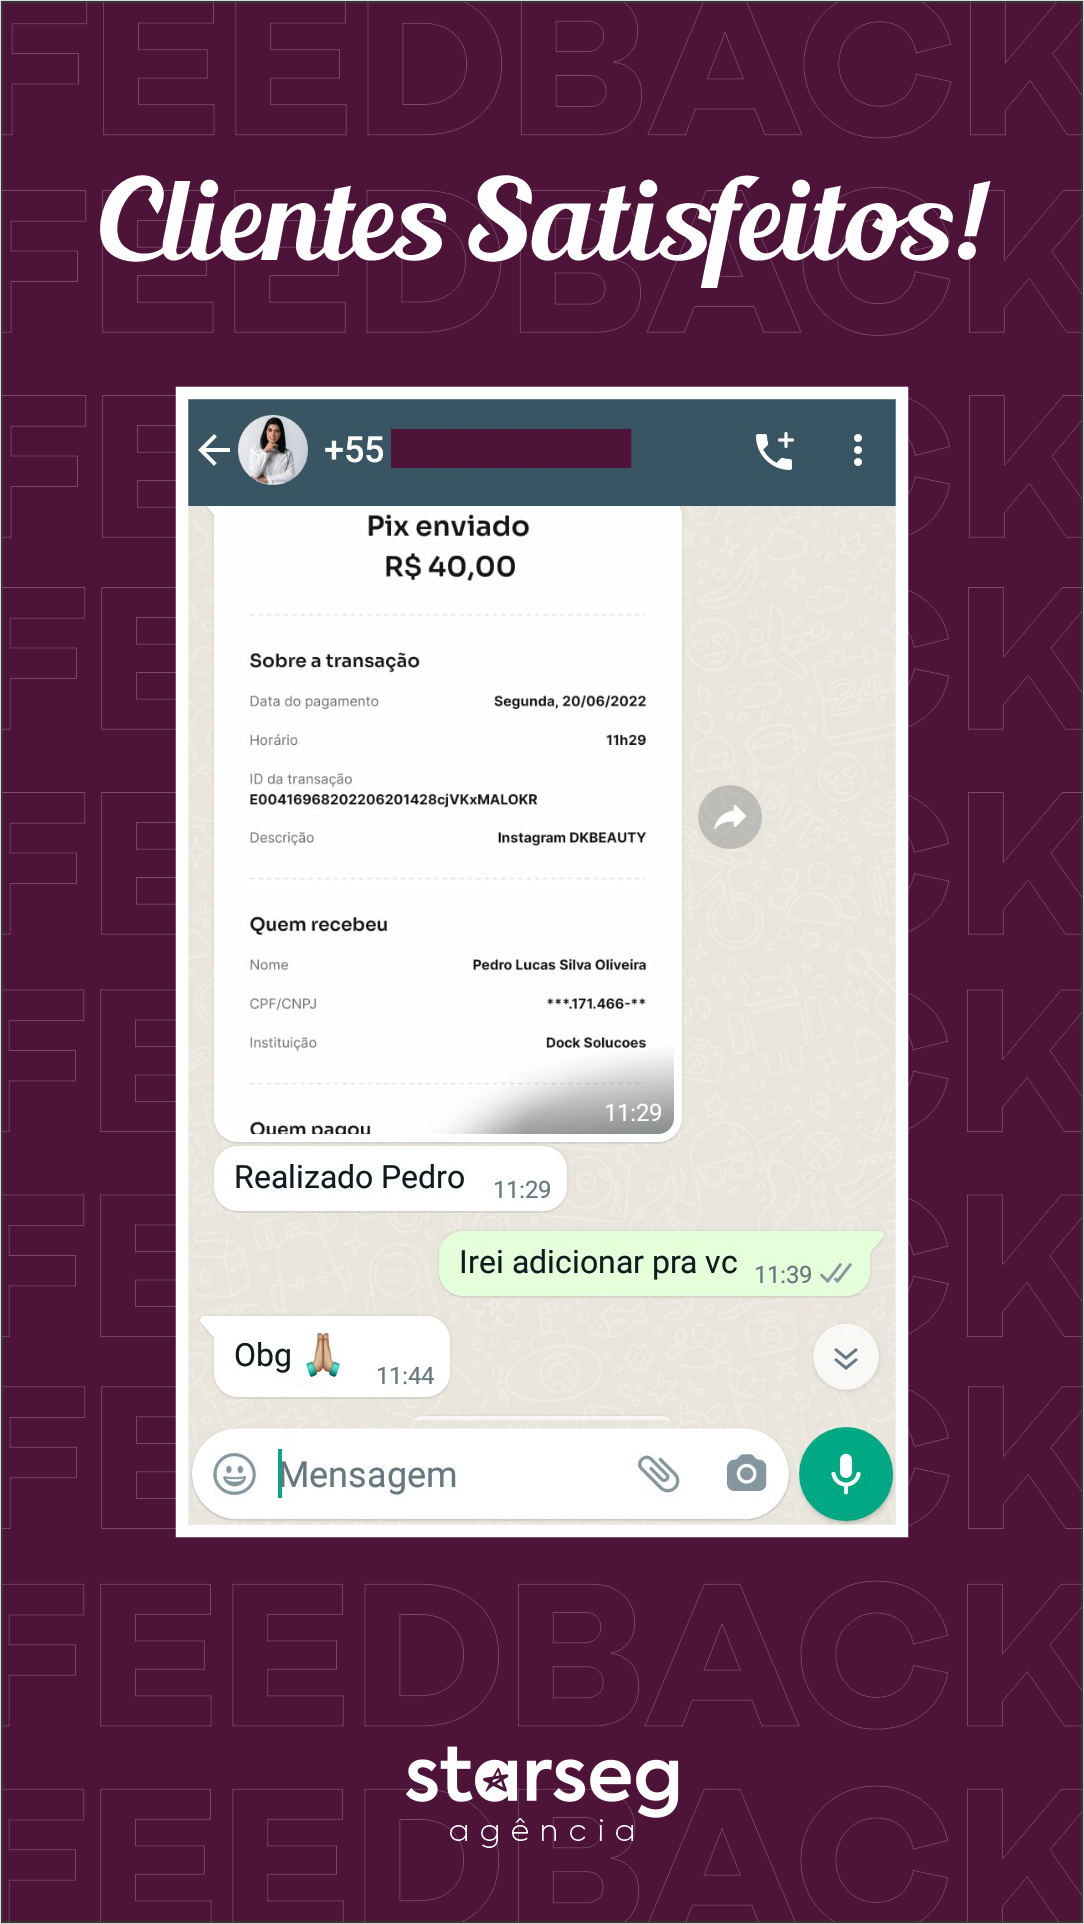 FEEDBACK
Clientes Satisfeitos!
FEEDBACK
+55
Pix enviado
R$ 40,00
Sobre a transação
Data do pagamento Segunda, 20/06/2022
Horário 11h29
ID da transação
E00416968202206201428cjVKxMALOKR
Descrição Instagram DKBEAUTY
Quem recebeu
Nome Pedro Lucas Silva Oliveira
CPF/CNPJ ***.171.466-**
Instituição Dock Solucoes
Quem pagou
11:29
Realizado Pedro 11:29
Irei adicionar pra vc 11:39
Obg 🙏🏼 11:44
Mensagem
FEEDBACK
starseg
agência
FEEDBACK